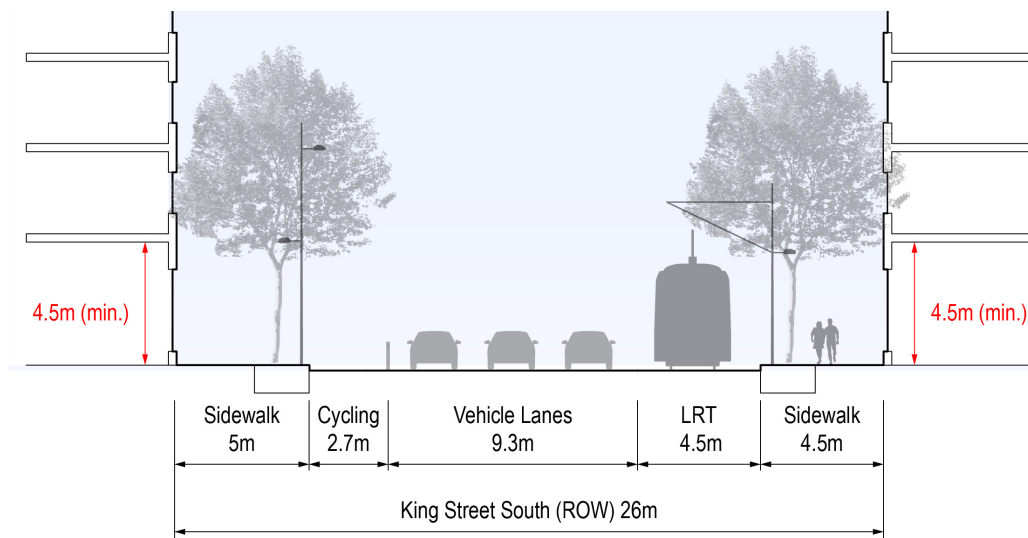 4.5m (min.)
4.5m (min.)
Sidewalk
5m
Cycling
2.7m
Vehicle Lanes
9.3m
LRT
4.5m
Sidewalk
4.5m
King Street South (ROW) 26m